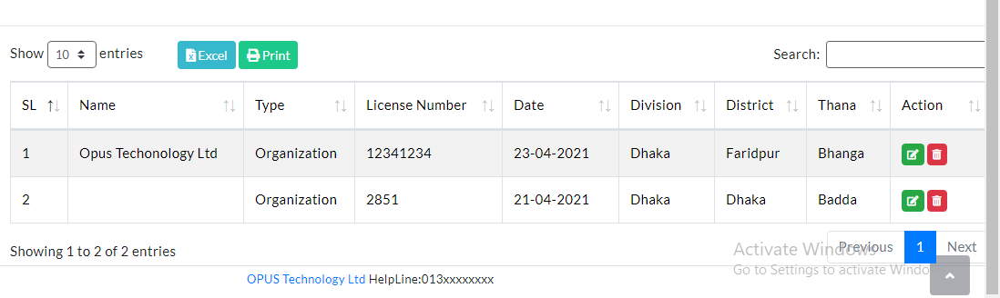 Show 10 entries Excel Print Search:
SL Name Type License Number Date Division District Thana Action
1 Opus Techonology Ltd Organization 12341234 23-04-2021 Dhaka Faridpur Bhanga
2 Organization 2851 21-04-2021 Dhaka Dhaka Badda
Showing 1 to 2 of 2 entries Previous 1 Next
Activate Windows
Go to Settings to activate Windo
OPUS Technology Ltd HelpLine:013xxxxxxxx